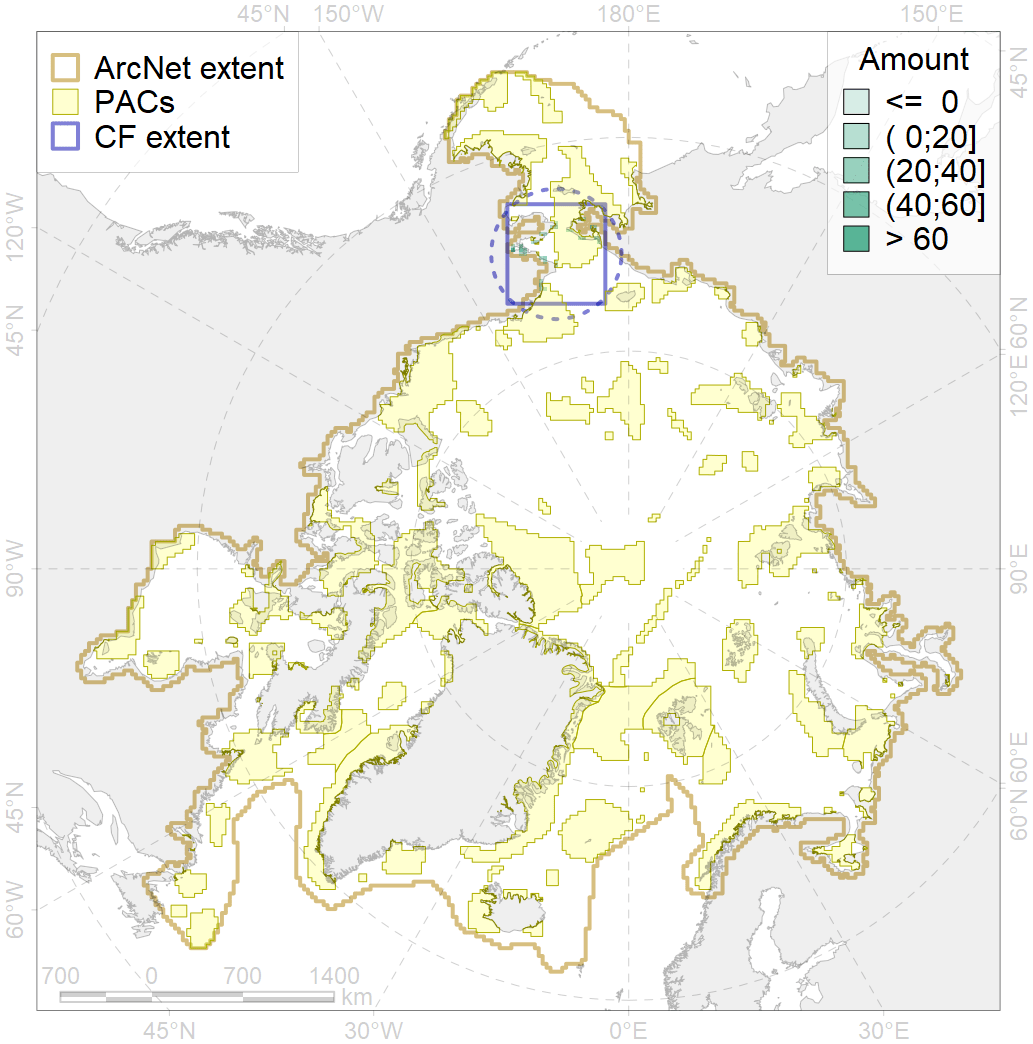 45°N 150°W 180°E 150°E
ArcNet extent
PACs
CF extent
Amount
<= 0
( 0;20]
(20;40]
(40;60]
> 60
45°N
120°W
45°N
60°N
120°E
90°W
90°E
60°E
45°N
60°N
60°W
700 0 700 1400
km
45°N 30°W 0°E 30°E